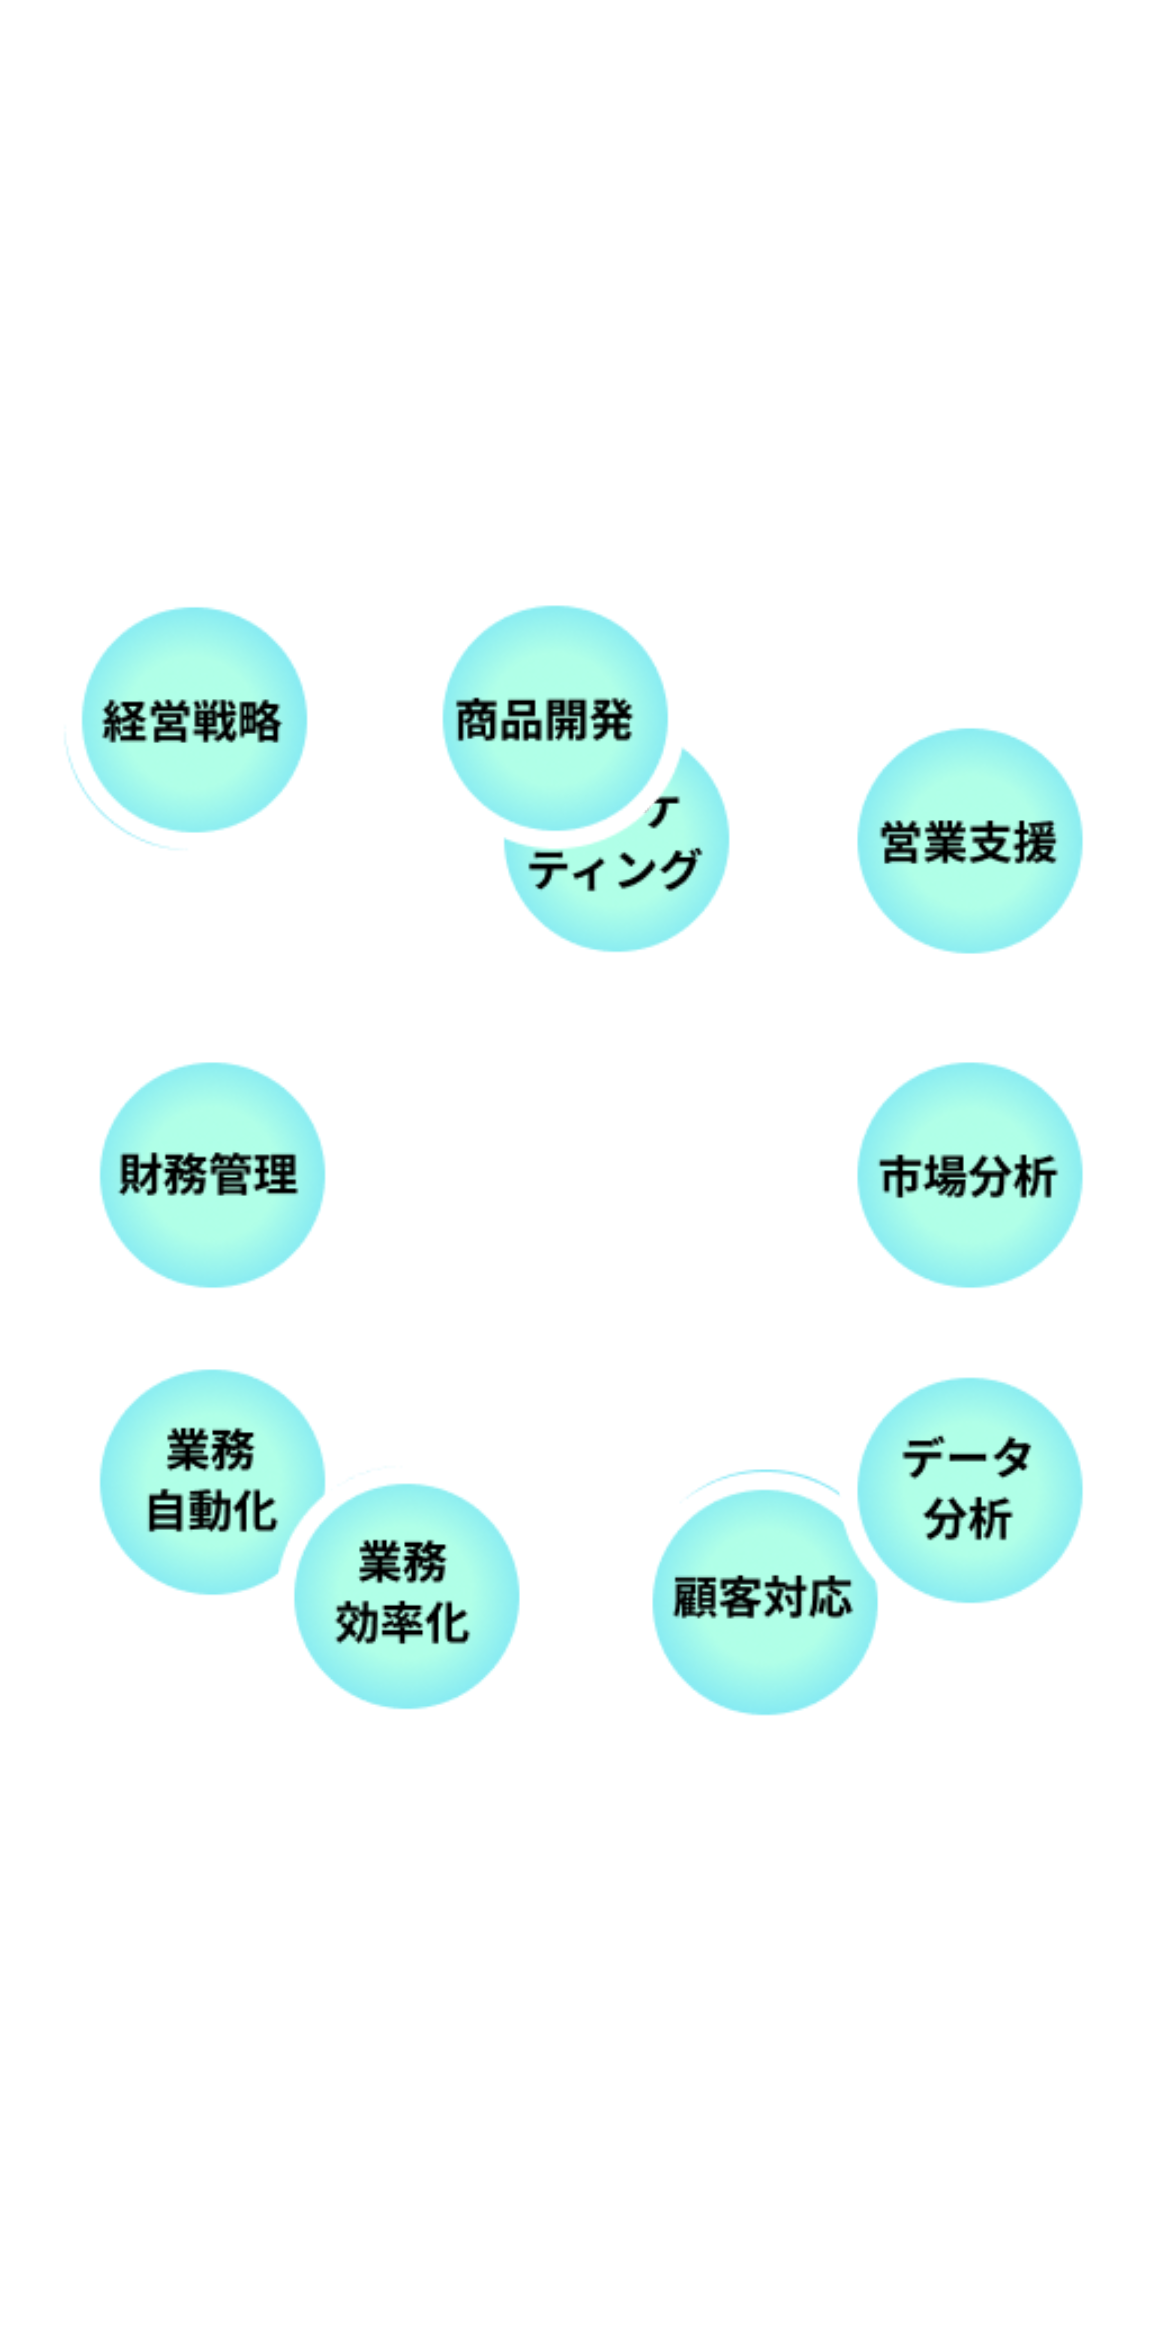 経営戦略
商品開発
ケ
ティング
営業支援
財務管理
市場分析
業務
自動化
データ
分析
業務
効率化
顧客対応